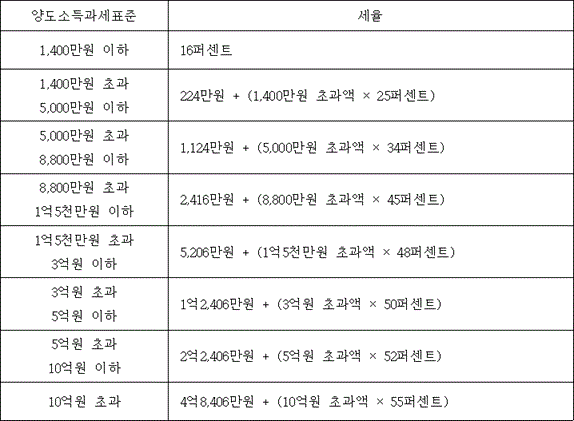 양도소득과세표준 세율
1,400만원 이하 16퍼센트
1,400만원 초과
5,000만원 이하
224만원 + (1,400만원 초과액 × 25퍼센트)
5,000만원 초과
8,800만원 이하
1,124만원 + (5,000만원 초과액 × 34퍼센트)
8,800만원 초과
1억5천만원 이하
2,416만원 + (8,800만원 초과액 × 45퍼센트)
1억5천만원 초과
3억원 이하
5,206만원 + (1억5천만원 초과액 × 48퍼센트)
3억원 초과
5억원 이하
1억2,406만원 + (3억원 초과액 × 50퍼센트)
5억원 초과
10억원 이하
2억2,406만원 + (5억원 초과액 × 52퍼센트)
10억원 초과 4억8,406만원 + (10억원 초과액 × 55퍼센트)